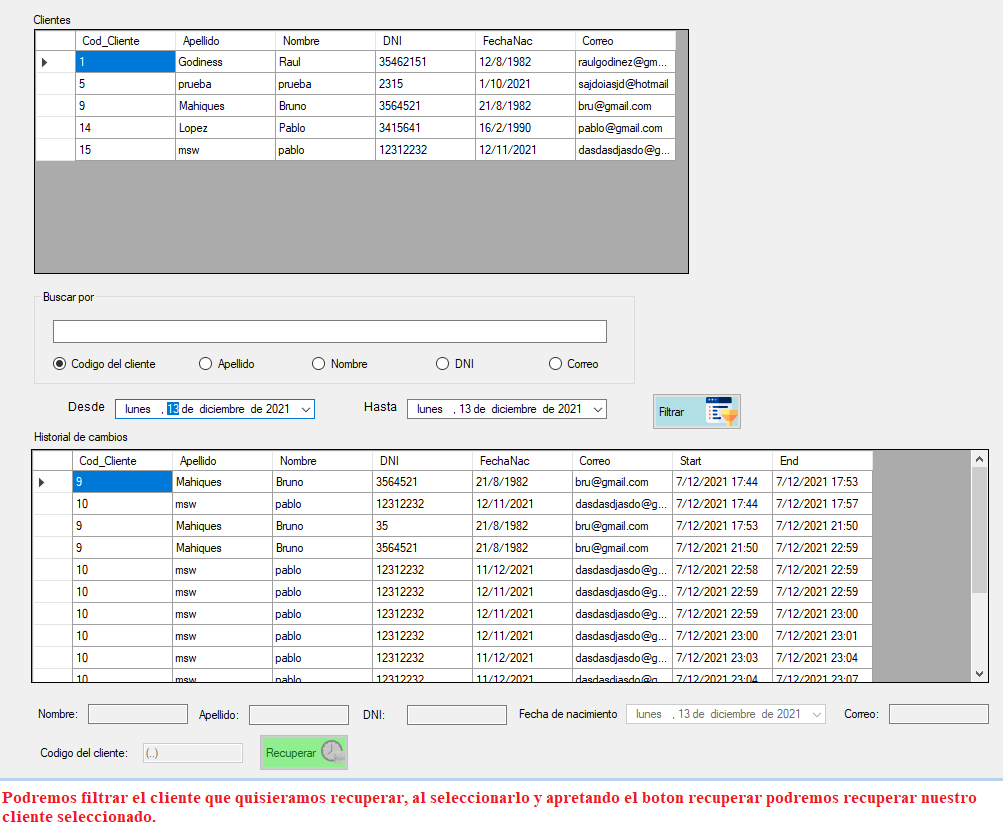 Clientes
Cod_Cliente Apellido Nombre DNI FechaNac Correo
1 Godiness Raul 35462151 12/8/1982 raulgodinez@gm...
5 prueba prueba 2315 1/10/2021 sajdoiasjd@hotmail
9 Mahiques Bruno 3564521 21/8/1982 bru@gmail.com
14 Lopez Pablo 3415641 16/2/1990 pablo@gmail.com
15 msw pablo 12312232 12/11/2021 dasdasdjasdo@g...
Buscar por
Codigo del cliente Apellido Nombre DNI Correo
Desde lunes , 13 de diciembre de 2021 Hasta lunes , 13 de diciembre de 2021 Filtrar
Historial de cambios
Cod_Cliente Apellido Nombre DNI FechaNac Correo Start End
9 Mahiques Bruno 3564521 21/8/1982 bru@gmail.com 7/12/2021 17:44 7/12/2021 17:53
10 msw pablo 12312232 12/11/2021 dasdasdjasdo@g... 7/12/2021 17:44 7/12/2021 17:57
9 Mahiques Bruno 35 21/8/1982 bru@gmail.com 7/12/2021 17:53 7/12/2021 21:50
9 Mahiques Bruno 3564521 21/8/1982 bru@gmail.com 7/12/2021 21:50 7/12/2021 22:59
10 msw pablo 12312232 11/12/2021 dasdasdjasdo@g... 7/12/2021 22:58 7/12/2021 22:59
10 msw pablo 12312232 12/11/2021 dasdasdjasdo@g... 7/12/2021 22:59 7/12/2021 22:59
10 msw pablo 12312232 12/11/2021 dasdasdjasdo@g... 7/12/2021 22:59 7/12/2021 23:00
10 msw pablo 12312232 12/11/2021 dasdasdjasdo@g... 7/12/2021 23:00 7/12/2021 23:01
10 msw pablo 12312232 11/12/2021 dasdasdjasdo@g... 7/12/2021 23:03 7/12/2021 23:04
10 msw pablo 12312232 11/12/2021 dasdasdjasdo@g... 7/12/2021 23:04 7/12/2021 23:07
Nombre: Apellido: DNI: Fecha de nacimiento lunes , 13 de diciembre de 2021 Correo:
Codigo del cliente: (..) Recuperar
Podremos filtrar el cliente que quisieramos recuperar, al seleccionarlo y apretando el boton recuperar podremos recuperar nuestro
cliente seleccionado.